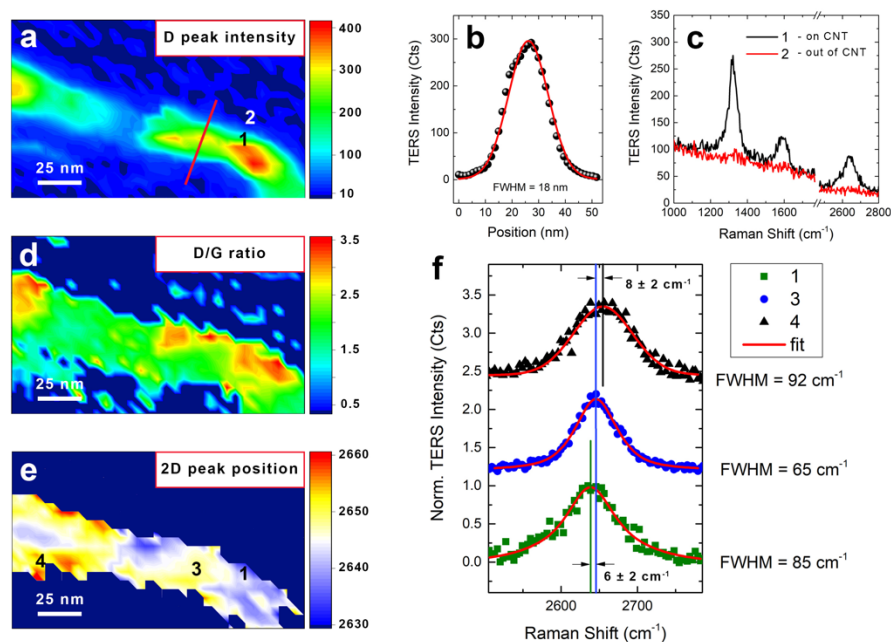 a
D peak intensity
2
1
25 nm
400
300
200
100
10
b
TERS Intensity (Cts)
300
200
100
0
FWHM = 18 nm
0 10 20 30 40 50
Position (nm)
c
1 - on CNT
2 - out of CNT
TERS Intensity (Cts)
350
300
250
200
150
100
50
0
1000 1200 1400 1600 2600 2800
Raman Shift (cm⁻¹)
d
D/G ratio
3.5
2.5
1.5
0.5
e
2D peak position
4
3
1
25 nm
2660
2650
2640
2630
f
8 ± 2 cm⁻¹
Norm. TERS Intensity (Cts)
3.5
3.0
2.5
2.0
1.5
1.0
0.5
0.0
6 ± 2 cm⁻¹
2600 2700
Raman Shift (cm⁻¹)
1
3
4
fit
FWHM = 92 cm⁻¹
FWHM = 65 cm⁻¹
FWHM = 85 cm⁻¹